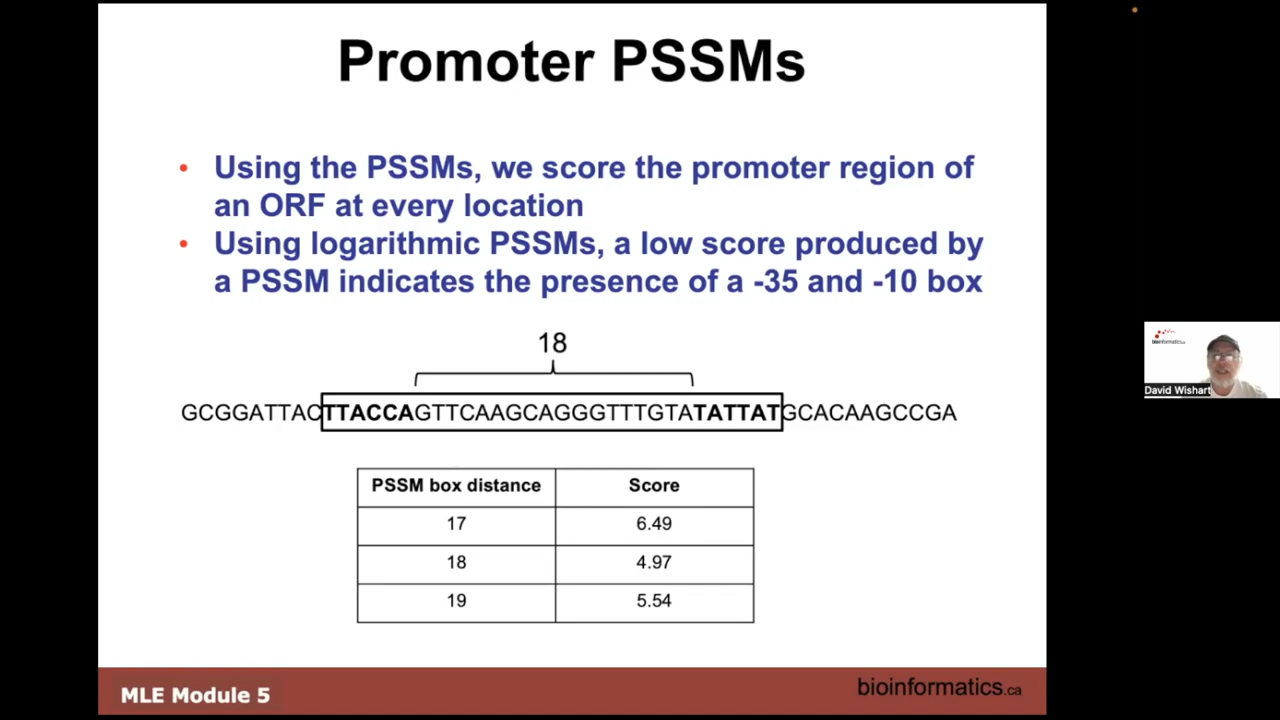 Promoter PSSMs
• Using the PSSMs, we score the promoter region of
an ORF at every location
• Using logarithmic PSSMs, a low score produced by
a PSSM indicates the presence of a -35 and -10 box
18
GCGGATTACTTACCAGTTCAAGCAGGGTTTGTATATTATGCACAAGCCGA
PSSM box distance Score
17 6.49
18 4.97
19 5.54
MLE Module 5
bioinformatics.ca
bioinformatics.ca
David Wishart